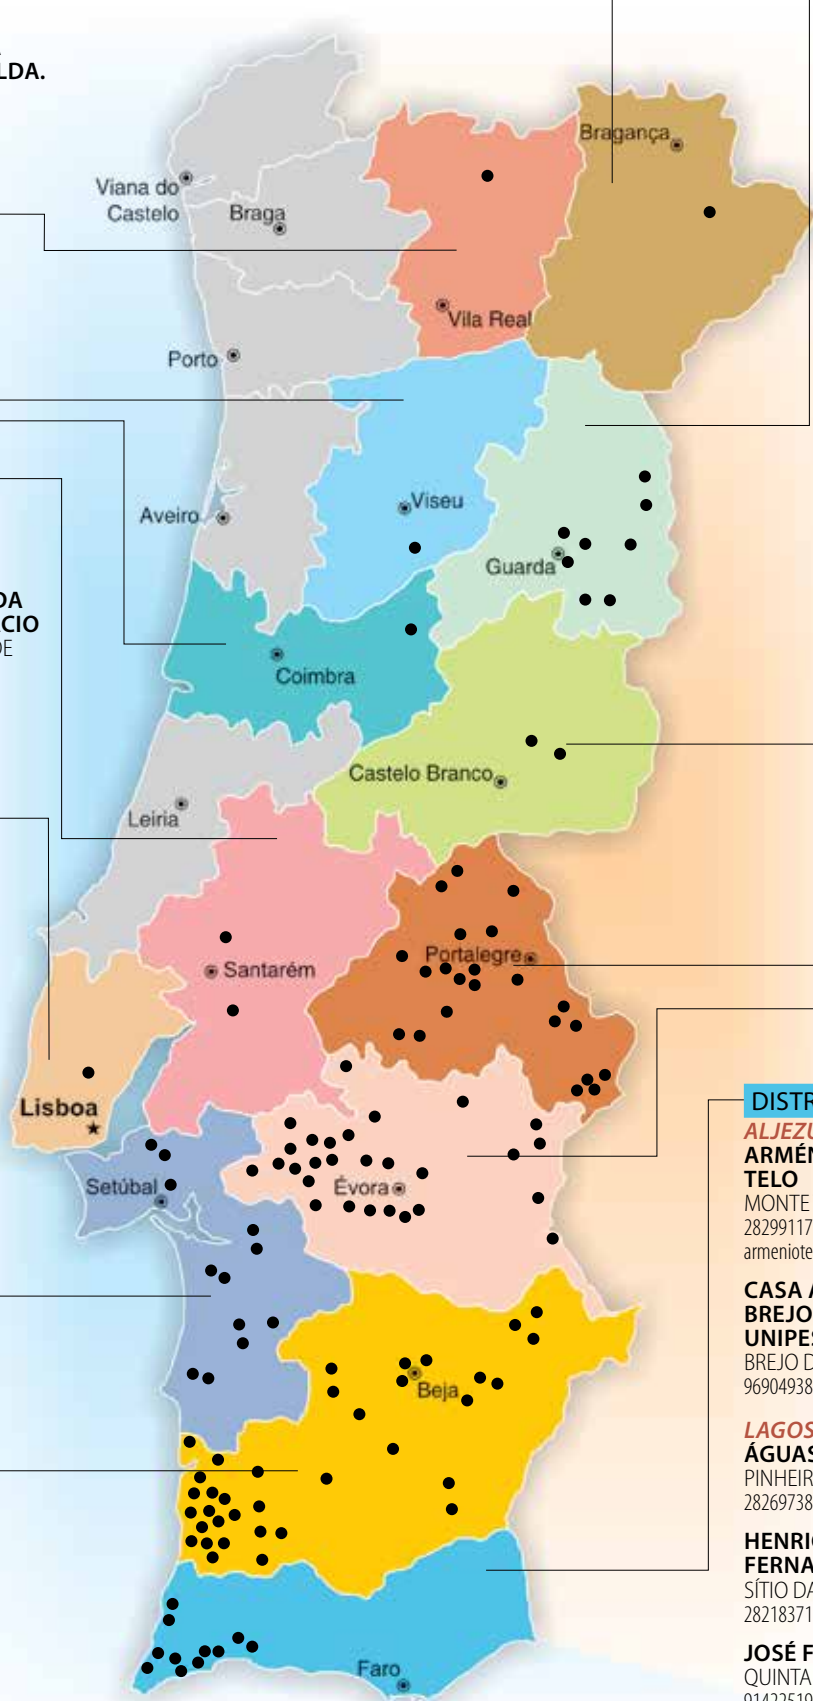 LDA.
Bragança
Viana do
Castelo
Braga
Vila Real
Porto
Viseu
Aveiro
Guarda
DA
CIO
DE
Coimbra
Castelo Branco
Leiria
Portalegre
Santarém
Lisboa
Setúbal
Évora
Beja
Faro
DISTR
ALJEZU
ARMÉN
TELO
MONTE
28299117
armeniote
CASA A
BREJO
UNIPES
BREJO D
96904938
LAGOS
ÁGUAS
PINHEIR
28269738
HENRIQ
FERNA
SÍTIO DA
28218371
JOSÉ F
QUINTA